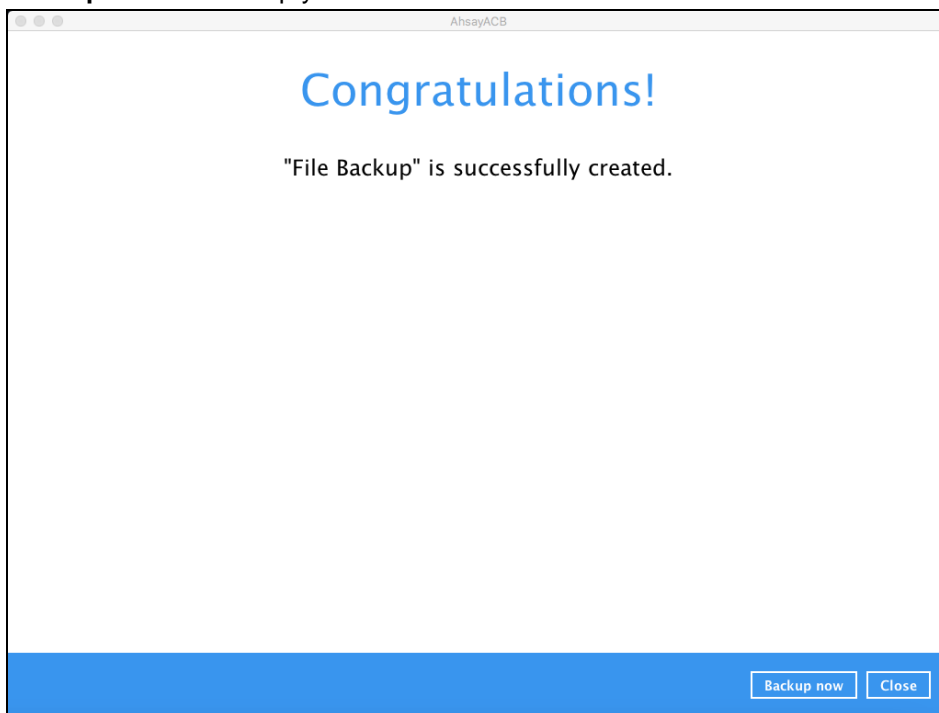 AhsayACB
Congratulations!
"File Backup" is successfully created.
Backup now Close